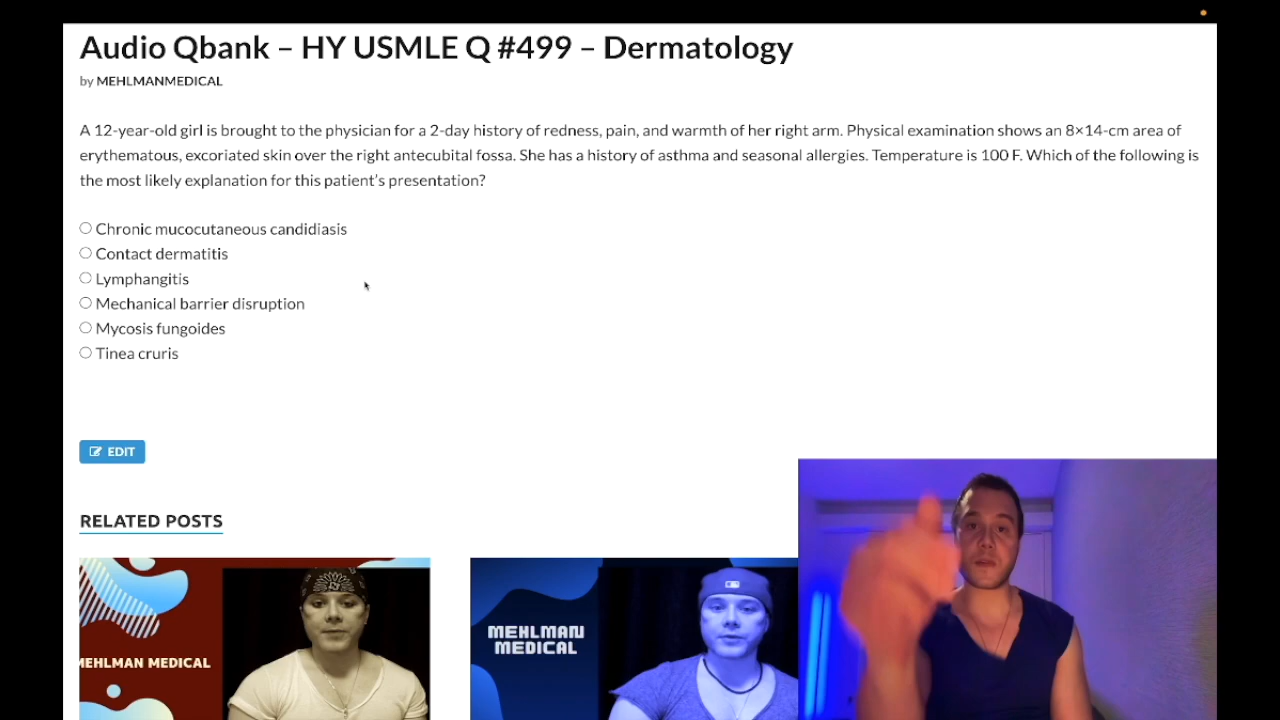 Audio Qbank – HY USMLE Q #499 – Dermatology
by MEHLMANMEDICAL
A 12-year-old girl is brought to the physician for a 2-day history of redness, pain, and warmth of her right arm. Physical examination shows an 8×14-cm area of
erythematous, excoriated skin over the right antecubital fossa. She has a history of asthma and seasonal allergies. Temperature is 100 F. Which of the following is
the most likely explanation for this patient's presentation?
Chronic mucocutaneous candidiasis
Contact dermatitis
Lymphangitis
Mechanical barrier disruption
Mycosis fungoides
Tinea cruris
EDIT
RELATED POSTS
MEHLMAN MEDICAL
MEHLMAN
MEDICAL